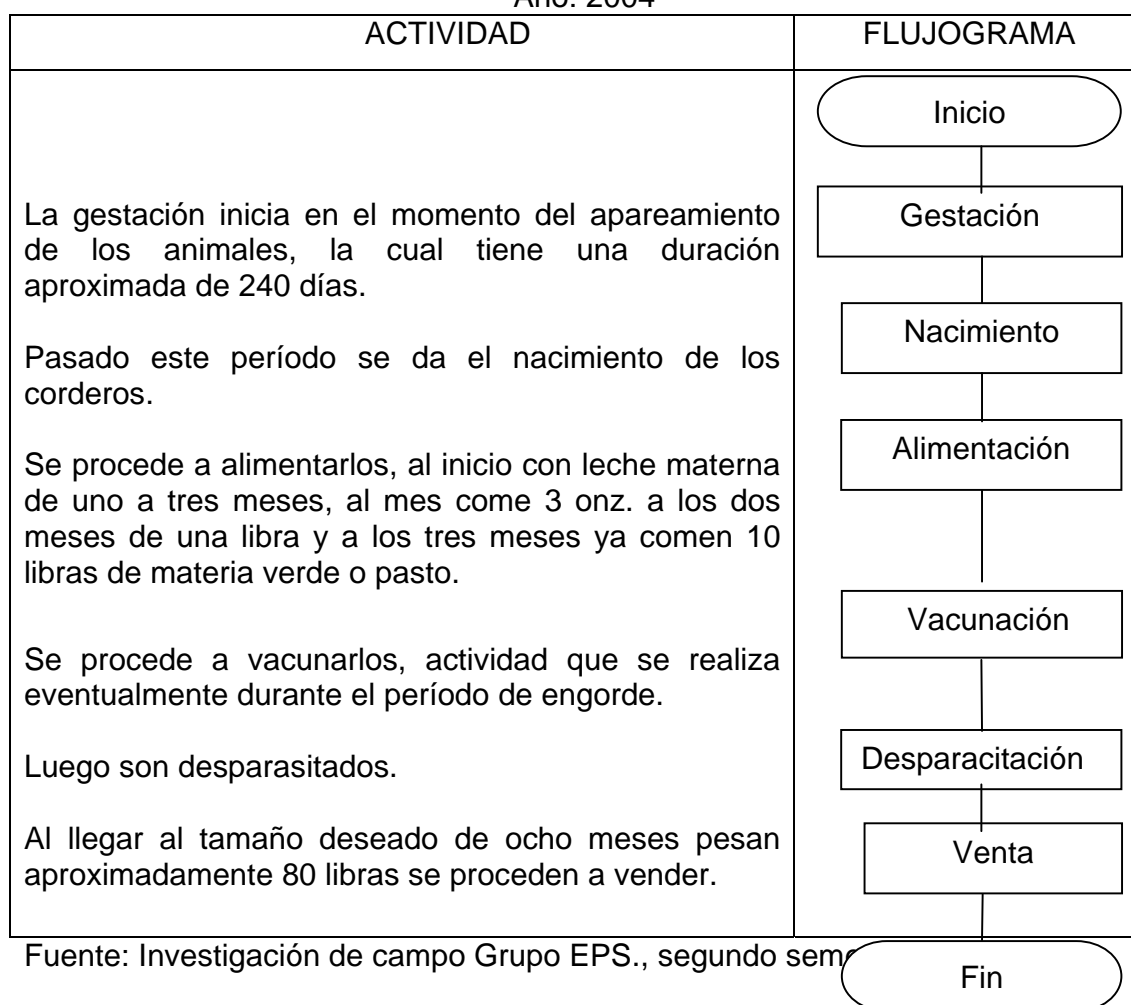 Año: 2004
ACTIVIDAD
FLUJOGRAMA
Inicio
La gestación inicia en el momento del apareamiento
de los animales, la cual tiene una duración
aproximada de 240 días.
Gestación
Pasado este período se da el nacimiento de los
corderos.
Nacimiento
Se procede a alimentarlos, al inicio con leche materna
de uno a tres meses, al mes come 3 onz. a los dos
meses de una libra y a los tres meses ya comen 10
libras de materia verde o pasto.
Alimentación
Se procede a vacunarlos, actividad que se realiza
eventualmente durante el período de engorde.
Vacunación
Luego son desparasitados.
Desparacitación
Al llegar al tamaño deseado de ocho meses pesan
aproximadamente 80 libras se proceden a vender.
Venta
Fuente: Investigación de campo Grupo EPS., segundo
Fin